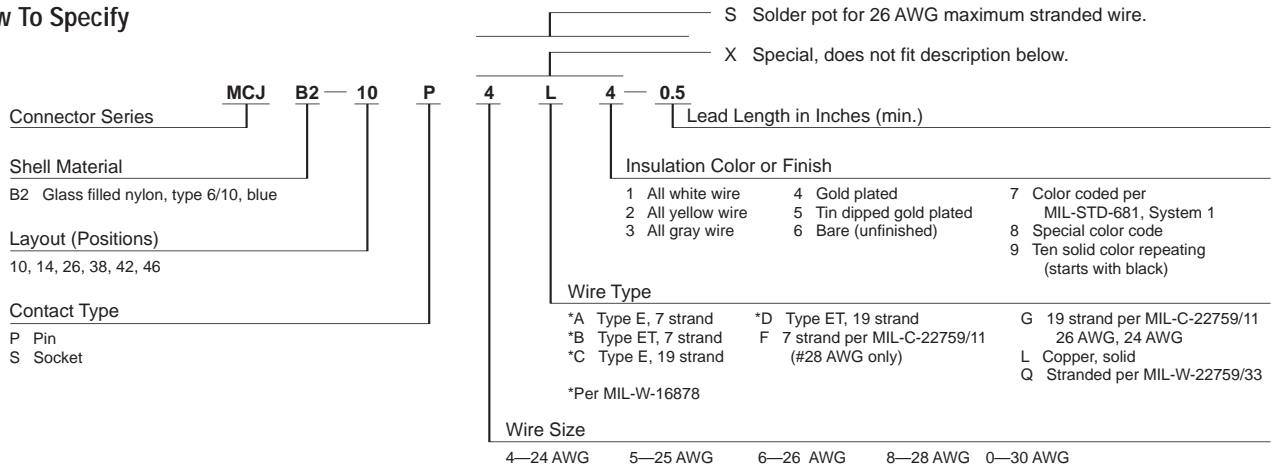 To Specify
S Solder pot for 26 AWG maximum stranded wire.
X Special, does not fit description below.
MCJ B2 — 10 P 4 L 4 — 0.5
Connector Series
Lead Length in Inches (min.)
Shell Material
B2 Glass filled nylon, type 6/10, blue
Layout (Positions)
10, 14, 26, 38, 42, 46
Contact Type
P Pin
S Socket
Insulation Color or Finish
1 All white wire
2 All yellow wire
3 All gray wire
4 Gold plated
5 Tin dipped gold plated
6 Bare (unfinished)
7 Color coded per
MIL-STD-681, System 1
8 Special color code
9 Ten solid color repeating
(starts with black)
Wire Type
*A Type E, 7 strand
*B Type ET, 7 strand
*C Type E, 19 strand
*Per MIL-W-16878
*D Type ET, 19 strand
F 7 strand per MIL-C-22759/11
(#28 AWG only)
G 19 strand per MIL-C-22759/11
26 AWG, 24 AWG
L Copper, solid
Q Stranded per MIL-W-22759/33
Wire Size
4—24 AWG 5—25 AWG 6—26 AWG 8—28 AWG 0—30 AWG